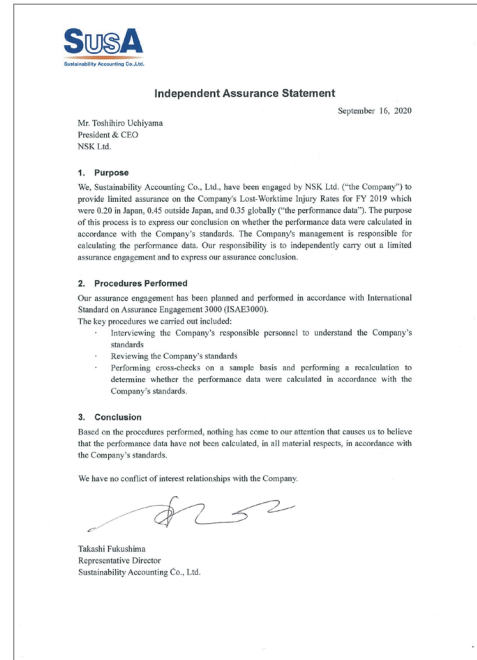 SusA
Sustainability Accounting Co.,Ltd.
Independent Assurance Statement
September 16, 2020
Mr. Toshihiro Uchiyama
President & CEO
NSK Ltd.
1. Purpose
We, Sustainability Accounting Co., Ltd., have been engaged by NSK Ltd. ("the Company") to
provide limited assurance on the Company's Lost-Worktime Injury Rates for FY 2019 which
were 0.20 in Japan, 0.45 outside Japan, and 0.35 globally ("the performance data"). The purpose
of this process is to express our conclusion on whether the performance data were calculated in
accordance with the Company's standards. The Company's management is responsible for
calculating the performance data. Our responsibility is to independently carry out a limited
assurance engagement and to express our assurance conclusion.
2. Procedures Performed
Our assurance engagement has been planned and performed in accordance with International
Standard on Assurance Engagement 3000 (ISAE3000).
The key procedures we carried out included:
· Interviewing the Company's responsible personnel to understand the Company's
standards
· Reviewing the Company's standards
· Performing cross-checks on a sample basis and performing a recalculation to
determine whether the performance data were calculated in accordance with the
Company's standards.
3. Conclusion
Based on the procedures performed, nothing has come to our attention that causes us to believe
that the performance data have not been calculated, in all material respects, in accordance with
the Company's standards.
We have no conflict of interest relationships with the Company.
Takashi Fukushima
Representative Director
Sustainability Accounting Co., Ltd.